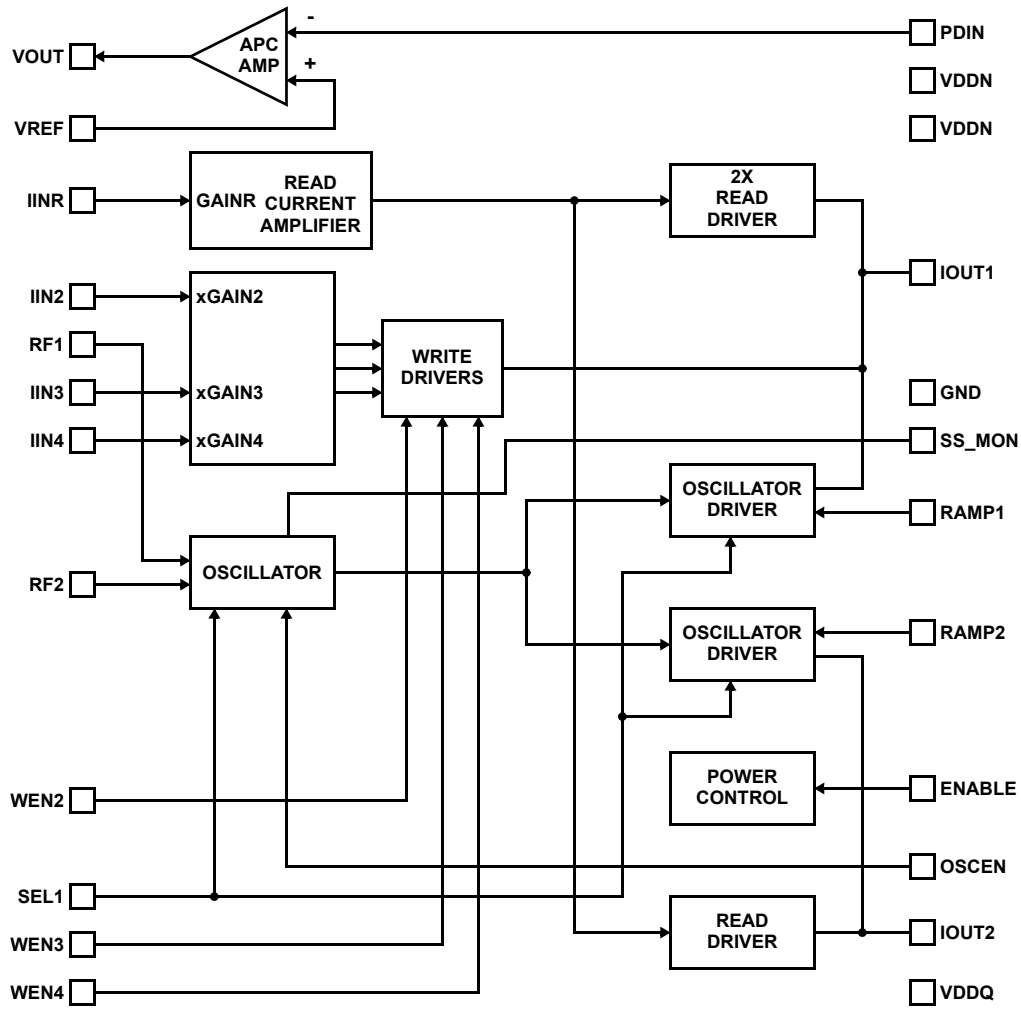 -
PDIN
APC
AMP
VOUT
+
VDDN
VREF
VDDN
IINR
GAINR
READ
CURRENT
AMPLIFIER
2X
READ
DRIVER
IOUT1
IIN2
xGAIN2
RF1
WRITE
DRIVERS
IIN3
xGAIN3
GND
IIN4
xGAIN4
SS_MON
OSCILLATOR
DRIVER
RAMP1
OSCILLATOR
RF2
OSCILLATOR
DRIVER
RAMP2
POWER
CONTROL
ENABLE
WEN2
OSCEN
SEL1
READ
DRIVER
IOUT2
WEN3
WEN4
VDDQ